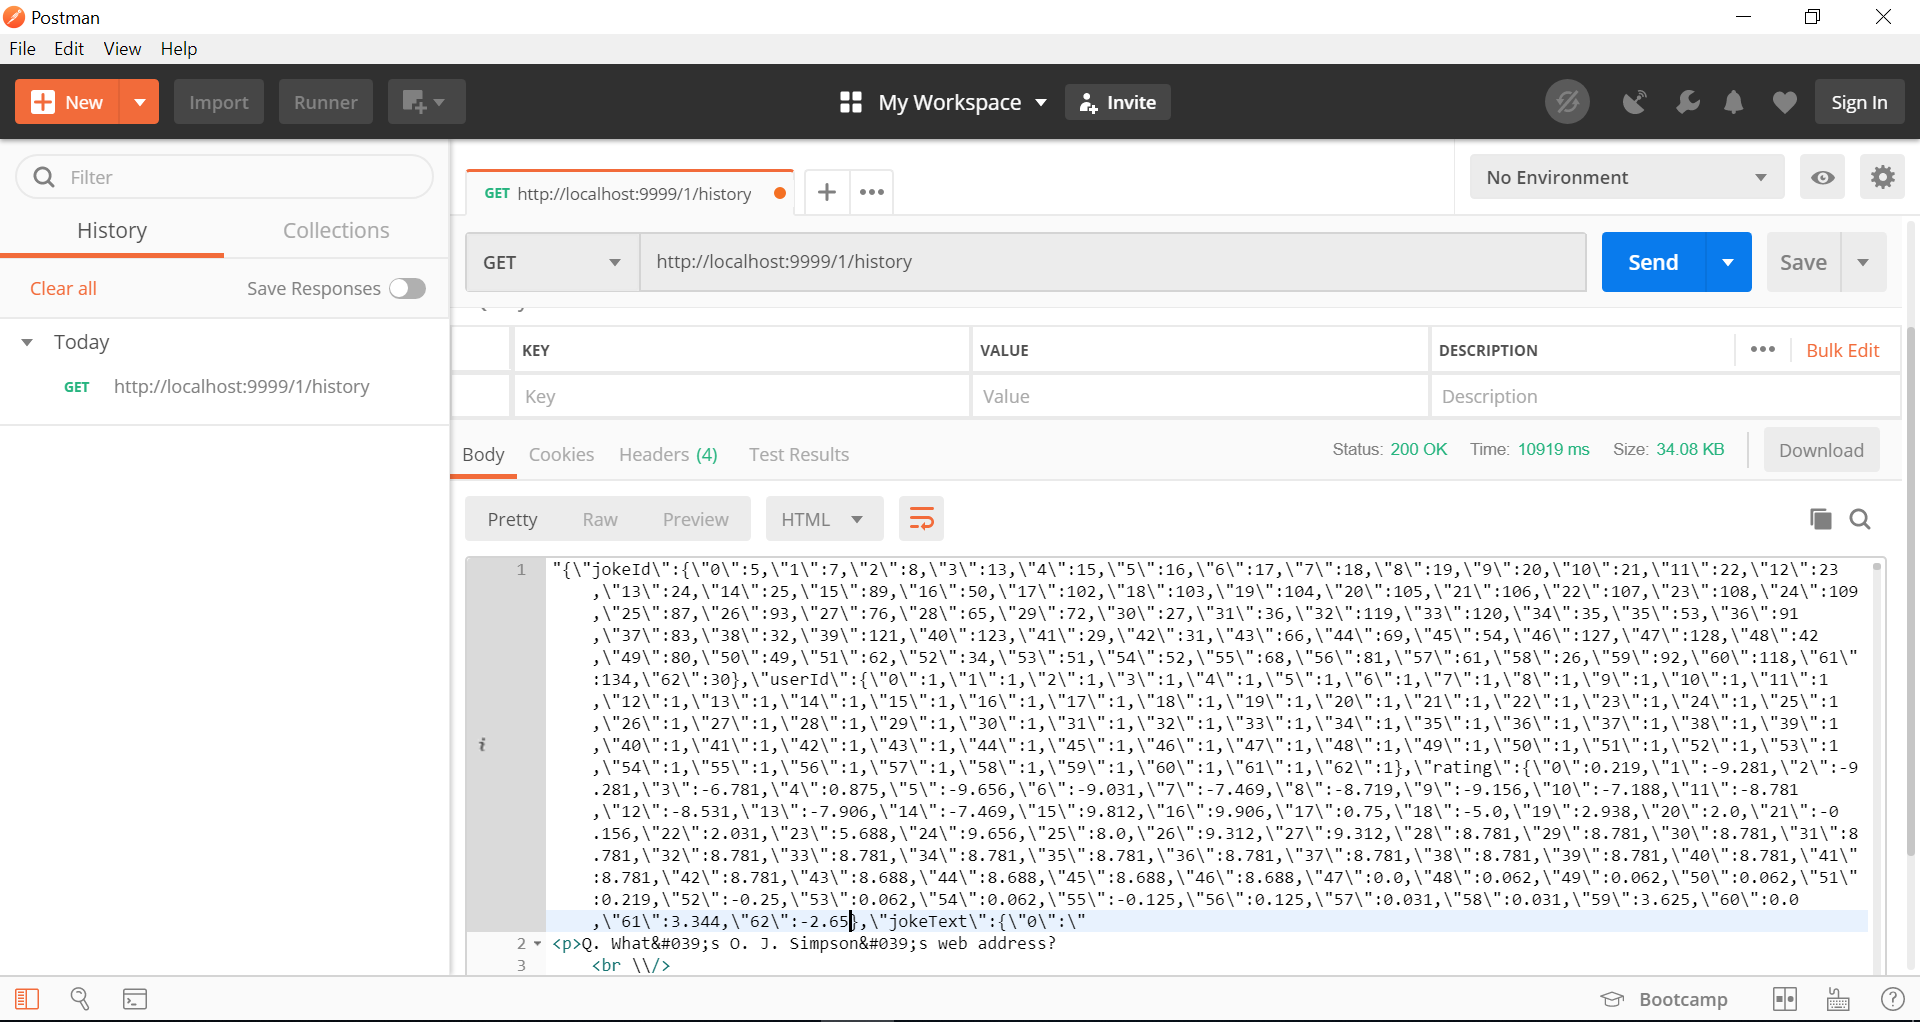 Postman
File Edit View Help
New Import Runner My Workspace Invite Sign In
Filter
History Collections
Clear all Save Responses
Today
GET http://localhost:9999/1/history
GET http://localhost:9999/1/history
No Environment
GET http://localhost:9999/1/history Send Save
KEY VALUE DESCRIPTION Bulk Edit
Key Value Description
Body Cookies Headers (4) Test Results Status: 200 OK Time: 10919 ms Size: 34.08 KB Download
Pretty Raw Preview HTML
1 "{\"jokeId\":{\"0\":5,\"1\":7,\"2\":8,\"3\":13,\"4\":15,\"5\":16,\"6\":17,\"7\":18,\"8\":19,\"9\":20,\"10\":21,\"11\":22,\"12\":23
,\"13\":24,\"14\":25,\"15\":89,\"16\":50,\"17\":102,\"18\":103,\"19\":104,\"20\":105,\"21\":106,\"22\":107,\"23\":108,\"24\":109
,\"25\":87,\"26\":93,\"27\":76,\"28\":65,\"29\":72,\"30\":27,\"31\":36,\"32\":119,\"33\":120,\"34\":35,\"35\":53,\"36\":91
,\"37\":83,\"38\":32,\"39\":121,\"40\":123,\"41\":29,\"42\":31,\"43\":66,\"44\":69,\"45\":54,\"46\":127,\"47\":128,\"48\":42
,\"49\":80,\"50\":49,\"51\":62,\"52\":34,\"53\":51,\"54\":52,\"55\":68,\"56\":81,\"57\":61,\"58\":26,\"59\":92,\"60\":118,\"61\"
:134,\"62\":30},\"userId\":{\"0\":1,\"1\":1,\"2\":1,\"3\":1,\"4\":1,\"5\":1,\"6\":1,\"7\":1,\"8\":1,\"9\":1,\"10\":1,\"11\":1
,\"12\":1,\"13\":1,\"14\":1,\"15\":1,\"16\":1,\"17\":1,\"18\":1,\"19\":1,\"20\":1,\"21\":1,\"22\":1,\"23\":1,\"24\":1,\"25\":1
,\"26\":1,\"27\":1,\"28\":1,\"29\":1,\"30\":1,\"31\":1,\"32\":1,\"33\":1,\"34\":1,\"35\":1,\"36\":1,\"37\":1,\"38\":1,\"39\":1
,\"40\":1,\"41\":1,\"42\":1,\"43\":1,\"44\":1,\"45\":1,\"46\":1,\"47\":1,\"48\":1,\"49\":1,\"50\":1,\"51\":1,\"52\":1,\"53\":1
,\"54\":1,\"55\":1,\"56\":1,\"57\":1,\"58\":1,\"59\":1,\"60\":1,\"61\":1,\"62\":1},\"rating\":{\"0\":0.219,\"1\":-9.281,\"2\":-9
.281,\"3\":-6.781,\"4\":0.875,\"5\":-9.656,\"6\":-9.031,\"7\":-7.469,\"8\":-8.719,\"9\":-9.156,\"10\":-7.188,\"11\":-8.781
,\"12\":-8.531,\"13\":-7.906,\"14\":-7.469,\"15\":9.812,\"16\":9.906,\"17\":0.75,\"18\":-5.0,\"19\":2.938,\"20\":2.0,\"21\":-0
.156,\"22\":2.031,\"23\":5.688,\"24\":9.656,\"25\":8.0,\"26\":9.312,\"27\":9.312,\"28\":8.781,\"29\":8.781,\"30\":8.781,\"31\":8
.781,\"32\":8.781,\"33\":8.781,\"34\":8.781,\"35\":8.781,\"36\":8.781,\"37\":8.781,\"38\":8.781,\"39\":8.781,\"40\":8.781,\"41\"
:8.781,\"42\":8.781,\"43\":8.688,\"44\":8.688,\"45\":8.688,\"46\":8.688,\"47\":0.0,\"48\":0.062,\"49\":0.062,\"50\":0.062,\"51\"
:0.219,\"52\":-0.25,\"53\":0.062,\"54\":0.062,\"55\":-0.125,\"56\":0.125,\"57\":0.031,\"58\":0.031,\"59\":3.625,\"60\":0.0
,\"61\":3.344,\"62\":-2.65},\"jokeText\":{\"0\":\"
2 <p>Q. What&#039;s O. J. Simpson&#039;s web address?
3 <br \\/>
Bootcamp